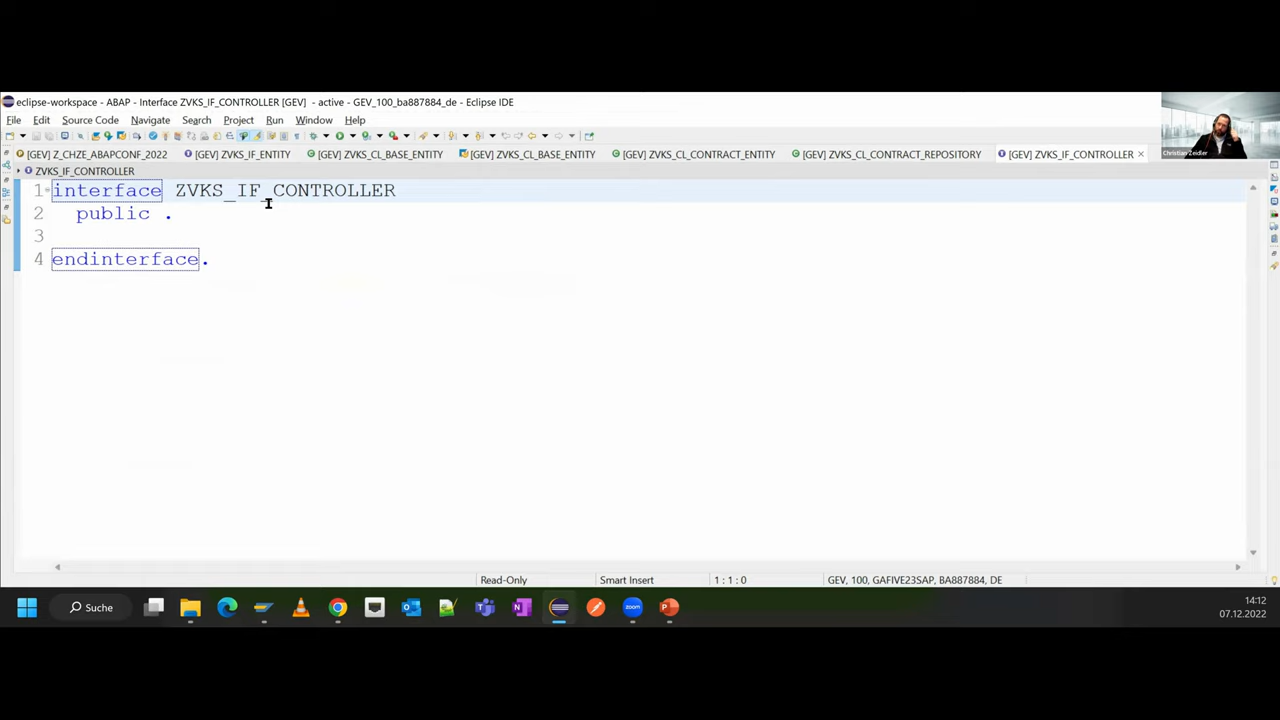 eclipse-workspace - ABAP - Interface ZVKS_IF_CONTROLLER [GEV]  - active - GEV_100_ba887884_de - Eclipse IDE
File Edit Source Code Navigate Search Project Run Window Help
[GEV] Z_CHZE_ABAPCONF_2022 [GEV] ZVKS_IF_ENTITY [GEV] ZVKS_CL_BASE_ENTITY [GEV] ZVKS_CL_BASE_ENTITY [GEV] ZVKS_CL_CONTRACT_ENTITY [GEV] ZVKS_CL_CONTRACT_REPOSITORY [GEV] ZVKS_IF_CONTROLLER
Christian Zeidler
ZVKS_IF_CONTROLLER
1 interface ZVKS_IF_CONTROLLER
2 public .
3
4 endinterface.
Read-Only Smart Insert 1 : 1 : 0 GEV, 100, GAFIVE23SAP, BA887884, DE
Suche
14:12
07.12.2022